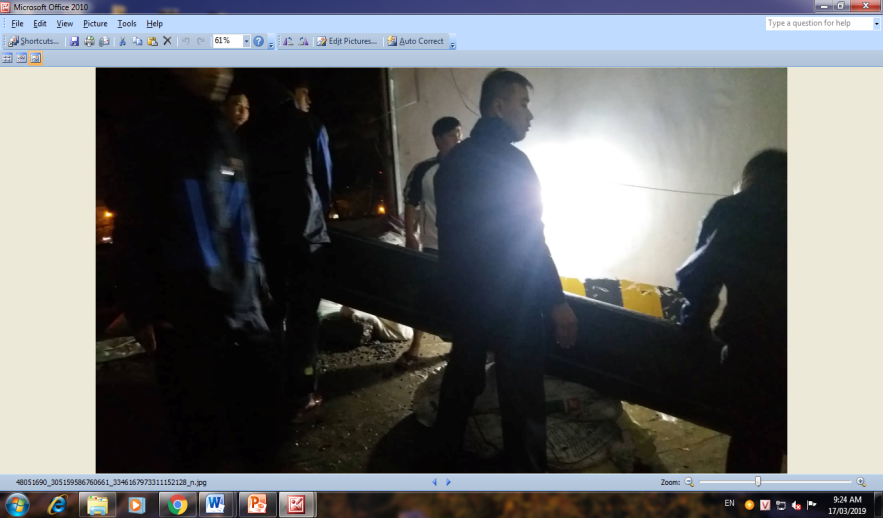 Microsoft Office 2010
File Edit View Picture Tools Help
Type a question for help
Shortcuts... 61% Edit Pictures... Auto Correct
48051690_305159586760661_3346167973311152128_n.jpg
Zoom:
EN
9:24 AM
17/03/2019